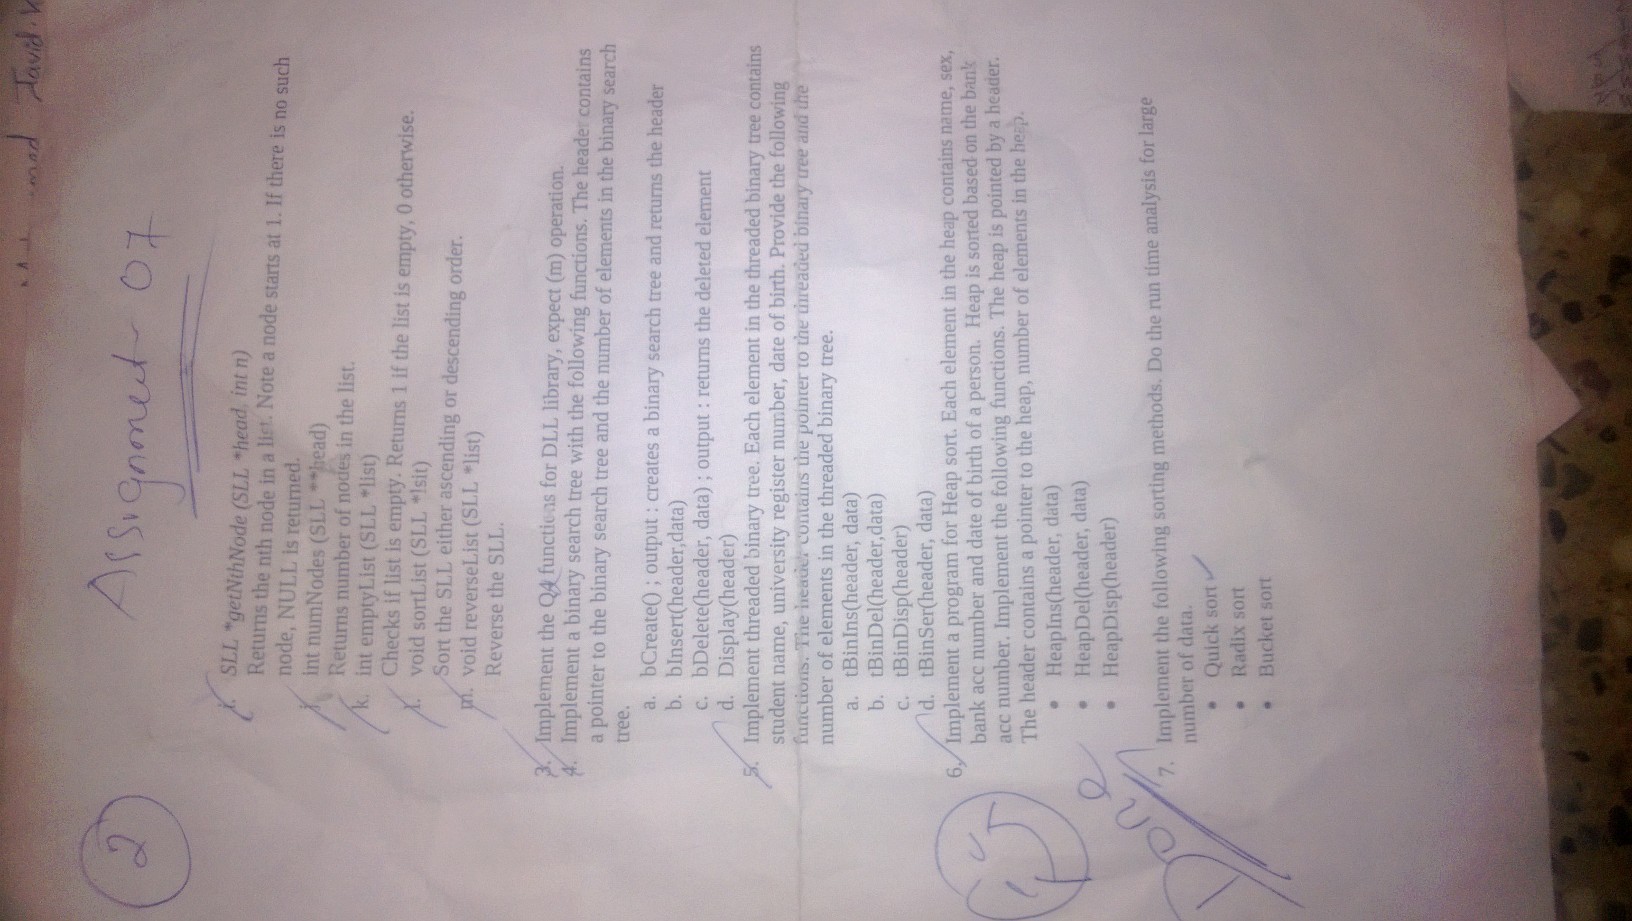 mad Javid
Assignment 07
2
i. SLL *getNthNode (SLL *head, int n)
Returns the nth node in a list. Note a node starts at 1. If there is no such
node, NULL is returned.
j. int numNodes (SLL **head)
Returns number of nodes in the list.
k. int emptyList (SLL *list)
Checks if list is empty. Returns 1 if the list is empty, 0 otherwise.
l. void sortList (SLL *lsit)
Sort the SLL either ascending or descending order.
m. void reverseList (SLL *list)
Reverse the SLL.
3. Implement the functions for DLL library, expect (m) operation.
4. Implement a binary search tree with the following functions. The header contains
a pointer to the binary search tree and the number of elements in the binary search
tree.
a. bCreate() ; output : creates a binary search tree and returns the header
b. bInsert(header,data)
c. bDelete(header, data) ; output : returns the deleted element
d. Display(header)
5. Implement threaded binary tree. Each element in the threaded binary tree contains
student name, university register number, date of birth. Provide the following
functions. The header contains the pointer to the threaded binary tree and the
number of elements in the threaded binary tree.
a. tBinIns(header, data)
b. tBinDel(header,data)
c. tBinDisp(header)
d. tBinSer(header, data)
6. Implement a program for Heap sort. Each element in the heap contains name, sex,
bank acc number and date of birth of a person. Heap is sorted based on the bank
acc number. Implement the following functions. The heap is pointed by a header.
The header contains a pointer to the heap, number of elements in the heap.
• HeapIns(header, data)
• HeapDel(header, data)
• HeapDisp(header)
Done
7. Implement the following sorting methods. Do the run time analysis for large
number of data.
• Quick sort
• Radix sort
• Bucket sort